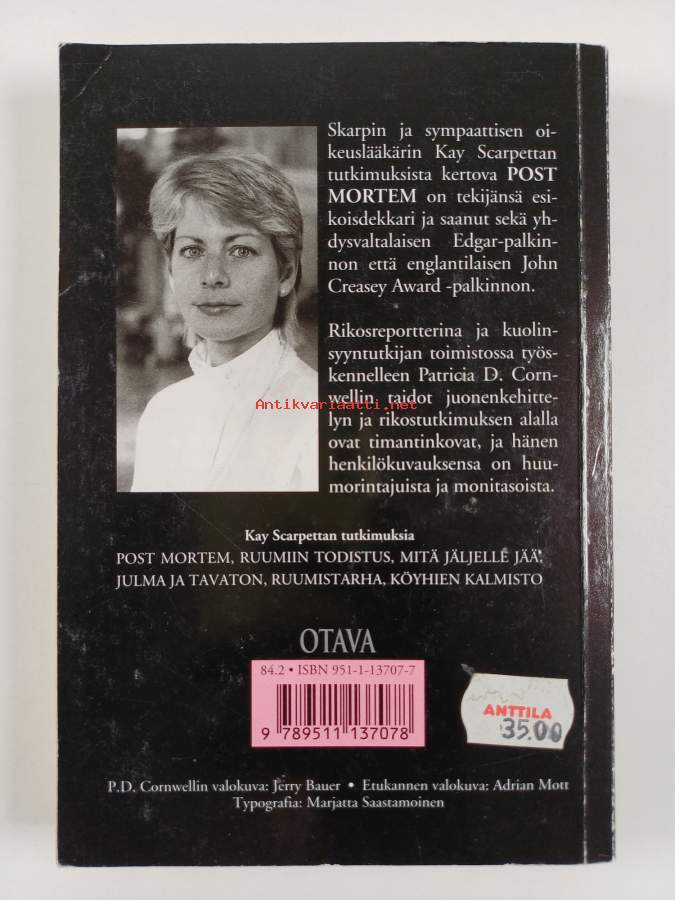 Skarpin ja sympaattisen oi-
keuslääkärin Kay Scarpettan
tutkimuksista kertova POST
MORTEM on tekijänsä esi-
koisdekkari ja saanut sekä yh-
dysvaltalaisen Edgar-palkin-
non että englantilaisen John
Creasey Award -palkinnon.
Rikosreportterina ja kuolin-
syyntutkijan toimistossa työs-
kennelleen Patricia D. Corn-
wellin taidot juonenkehitte-
lyn ja rikostutkimuksen alalla
ovat timantinkovat, ja hänen
henkilökuvauksensa on huu-
morintajuista ja monitasoista.
Antikvariaatti.net
Kay Scarpettan tutkimuksia
POST MORTEM, RUUMIIN TODISTUS, MITÄ JÄLJELLE JÄÄ,
JULMA JA TAVATON, RUUMISTARHA, KÖYHIEN KALMISTO
OTAVA
84.2 • ISBN 951-1-13707-7
9 789511 137078
ANTTILA
35.00
P.D. Cornwellin valokuva: Jerry Bauer • Etukannen valokuva: Adrian Mott
Typografia: Marjatta Saastamoinen